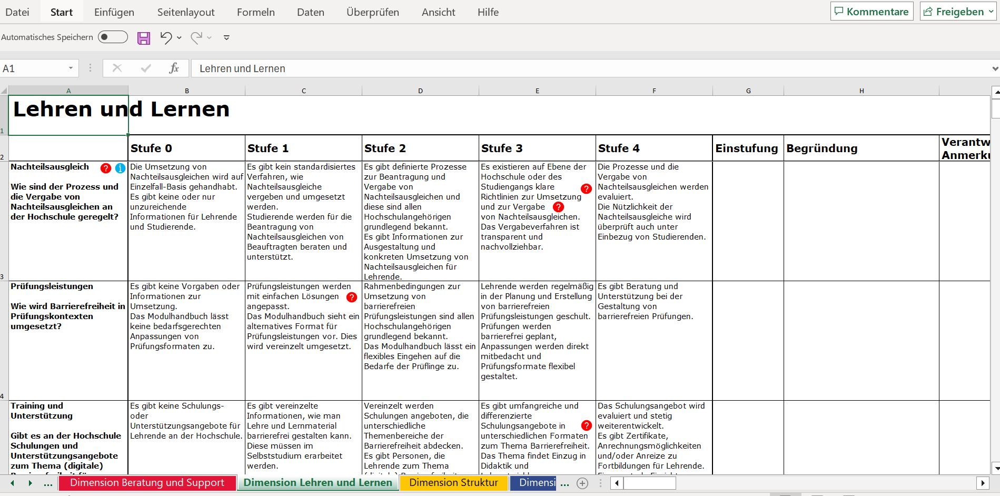 Datei Start Einfügen Seitenlayout Formeln Daten Überprüfen Ansicht Hilfe Kommentare Freigeben
Automatisches Speichern
A1 fx Lehren und Lernen
A B C D E F G H
1
Lehren und Lernen
2
Stufe 0 Stufe 1 Stufe 2 Stufe 3 Stufe 4 Einstufung Begründung
Verantw
Anmerku
3
Nachteilsausgleich ? i
Wie sind der Prozess und
die Vergabe von
Nachteilsausgleichen an
der Hochschule geregelt?
Die Umsetzung von
Nachteilsausgleichen wird auf
Einzelfall-Basis gehandhabt.
Es gibt keine oder nur
unzureichende
Informationen für Lehrende
und Studierende.
Es gibt kein standardisiertes
Verfahren, wie
Nachteilsausgleiche
vergeben und umgesetzt
werden.
Studierende werden für die
Beantragung von
Nachteilsausgleichen von
Beauftragten beraten und
unterstützt.
Es gibt definierte Prozesse
zur Beantragung und
Vergabe von
Nachteilsausgleichen und
diese sind allen
Hochschulangehörigen
grundlegend bekannt.
Es gibt Informationen zur
Ausgestaltung und
konkreten Umsetzung von
Nachteilsausgleichen für
Lehrende.
Es existieren auf Ebene der
Hochschule oder des
Studiengangs klare ?
Richtlinien zur Umsetzung
und zur Vergabe ?
von Nachteilsausgleichen.
Das Vergabeverfahren ist
transparent und
nachvollziehbar.
Die Prozesse und die
Vergabe von
Nachteilsausgleichen werden
evaluiert.
Die Nützlichkeit der
Nachteilsausgleiche wird
überprüft auch unter
Einbezug von Studierenden.
4
Prüfungsleistungen
Wie wird Barrierefreiheit in
Prüfungskontexten
umgesetzt?
Es gibt keine Vorgaben oder
Informationen zur
Umsetzung.
Das Modulhandbuch lässt
keine bedarfsgerechten
Anpassungen von
Prüfungsformaten zu.
Prüfungsleistungen werden
mit einfachen Lösungen ?
angepasst.
Das Modulhandbuch sieht ein
alternatives Format für
Prüfungsleistungen vor. Dies
wird vereinzelt umgesetzt.
Rahmenbedingungen zur
Umsetzung von
barrierefreien
Prüfungsleistungen sind allen
Hochschulangehörigen
grundlegend bekannt.
Das Modulhandbuch lässt ein
flexibles Eingehen auf die
Bedarfe der Prüflinge zu.
Lehrende werden regelmäßig
in der Planung und Erstellung
von barrierefreien
Prüfungsleistungen geschult.
Prüfungen werden
barrierefrei geplant,
Anpassungen werden direkt
mitbedacht und
Prüfungsformate flexibel
gestaltet.
Es gibt Beratung und
Unterstützung bei der
Gestaltung von
barrierefreien Prüfungen.
Training und
Unterstützung
Gibt es an der Hochschule
Schulungen und
Unterstützungsangebote
zum Thema (digitale)
Es gibt keine Schulungs-
oder
Unterstützungsangebote für
Lehrende an der Hochschule.
Es gibt vereinzelte
Informationen, wie man
Lehre und Lernmaterial
barrierefrei gestalten kann.
Diese müssen im
Selbststudium erarbeitet
werden.
Vereinzelt werden
Schulungen angeboten, die
unterschiedliche
Themenbereiche der
Barrierefreiheit abdecken.
Es gibt Personen, die
Lehrende zum Thema
Es gibt umfangreiche und
differenzierte
Schulungsangebote in ?
unterschiedlichen Formaten
zum Thema Barrierefreiheit.
Das Thema findet Einzug in
Didaktik und
Das Schulungsangebot wird
evaluiert und stetig
weiterentwickelt.
Es gibt Zertifikate,
Anrechnungsmöglichkeiten
und/oder Anreize zu
Fortbildungen für Lehrende.
... Dimension Beratung und Support Dimension Lehren und Lernen Dimension Struktur Dimensi ...